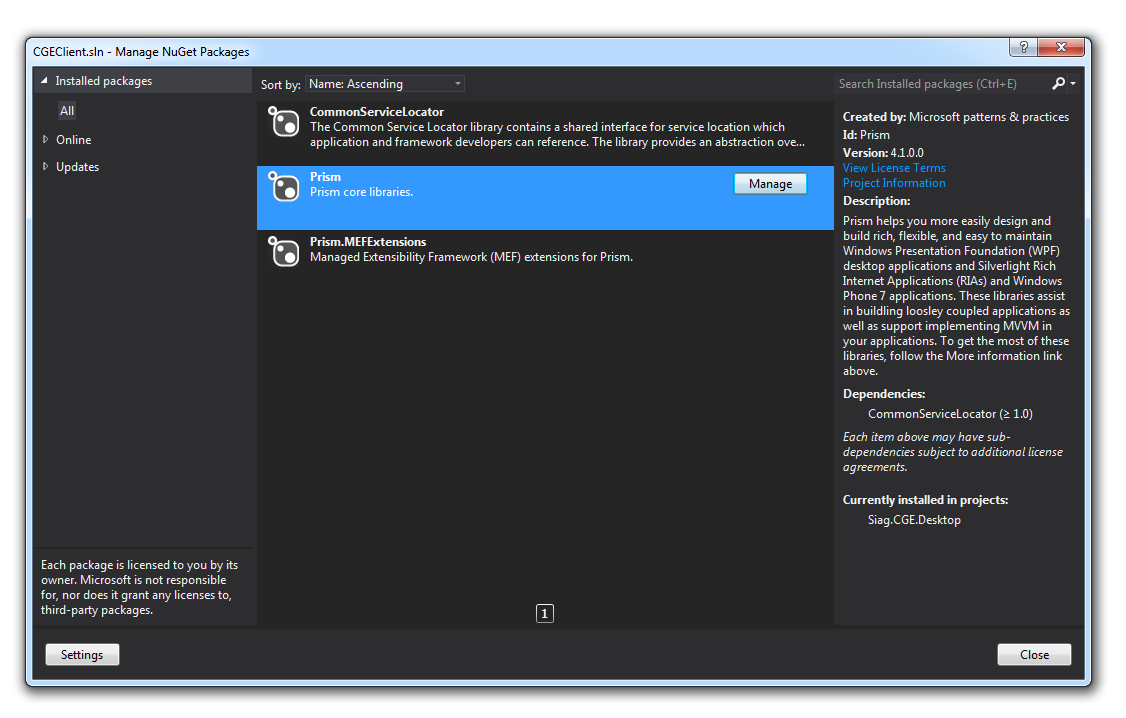 CGEClient.sln - Manage NuGet Packages
?
Installed packages
All
Online
Updates
Each package is licensed to you by its
owner. Microsoft is not responsible
for, nor does it grant any licenses to,
third-party packages.
Sort by: Name: Ascending
CommonServiceLocator
The Common Service Locator library contains a shared interface for service location which
application and framework developers can reference. The library provides an abstraction ove...
Prism
Prism core libraries.
Manage
Prism.MEFExtensions
Managed Extensibility Framework (MEF) extensions for Prism.
1
Search Installed packages (Ctrl+E)
Created by: Microsoft patterns & practices
Id: Prism
Version: 4.1.0.0
View License Terms
Project Information
Description:
Prism helps you more easily design and
build rich, flexible, and easy to maintain
Windows Presentation Foundation (WPF)
desktop applications and Silverlight Rich
Internet Applications (RIAs) and Windows
Phone 7 applications. These libraries assist
in buildling loosley coupled applications as
well as support implementing MVVM in
your applications. To get the most of these
libraries, follow the More information link
above.
Dependencies:
CommonServiceLocator (≥ 1.0)
Each item above may have sub-
dependencies subject to additional license
agreements.
Currently installed in projects:
Siag.CGE.Desktop
Settings
Close